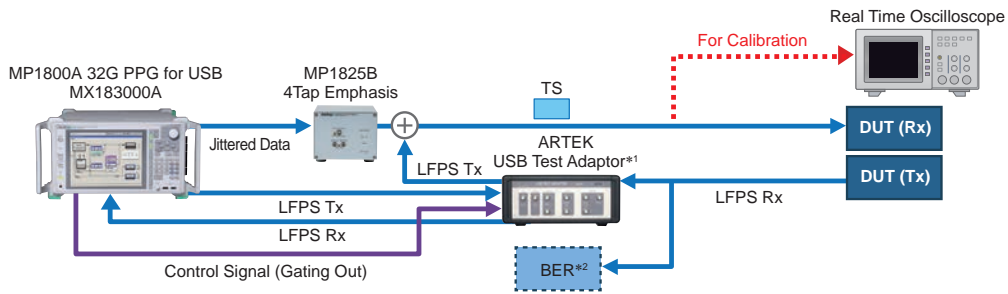 Real Time Oscilloscope
For Calibration
MP1800A 32G PPG for USB
MX183000A
MP1825B
4Tap Emphasis
TS
DUT (Rx)
Jittered Data
ARTEK
USB Test Adaptor*1
LFPS Tx
DUT (Tx)
LFPS Tx
LFPS Rx
LFPS Rx
BER*2
Control Signal (Gating Out)